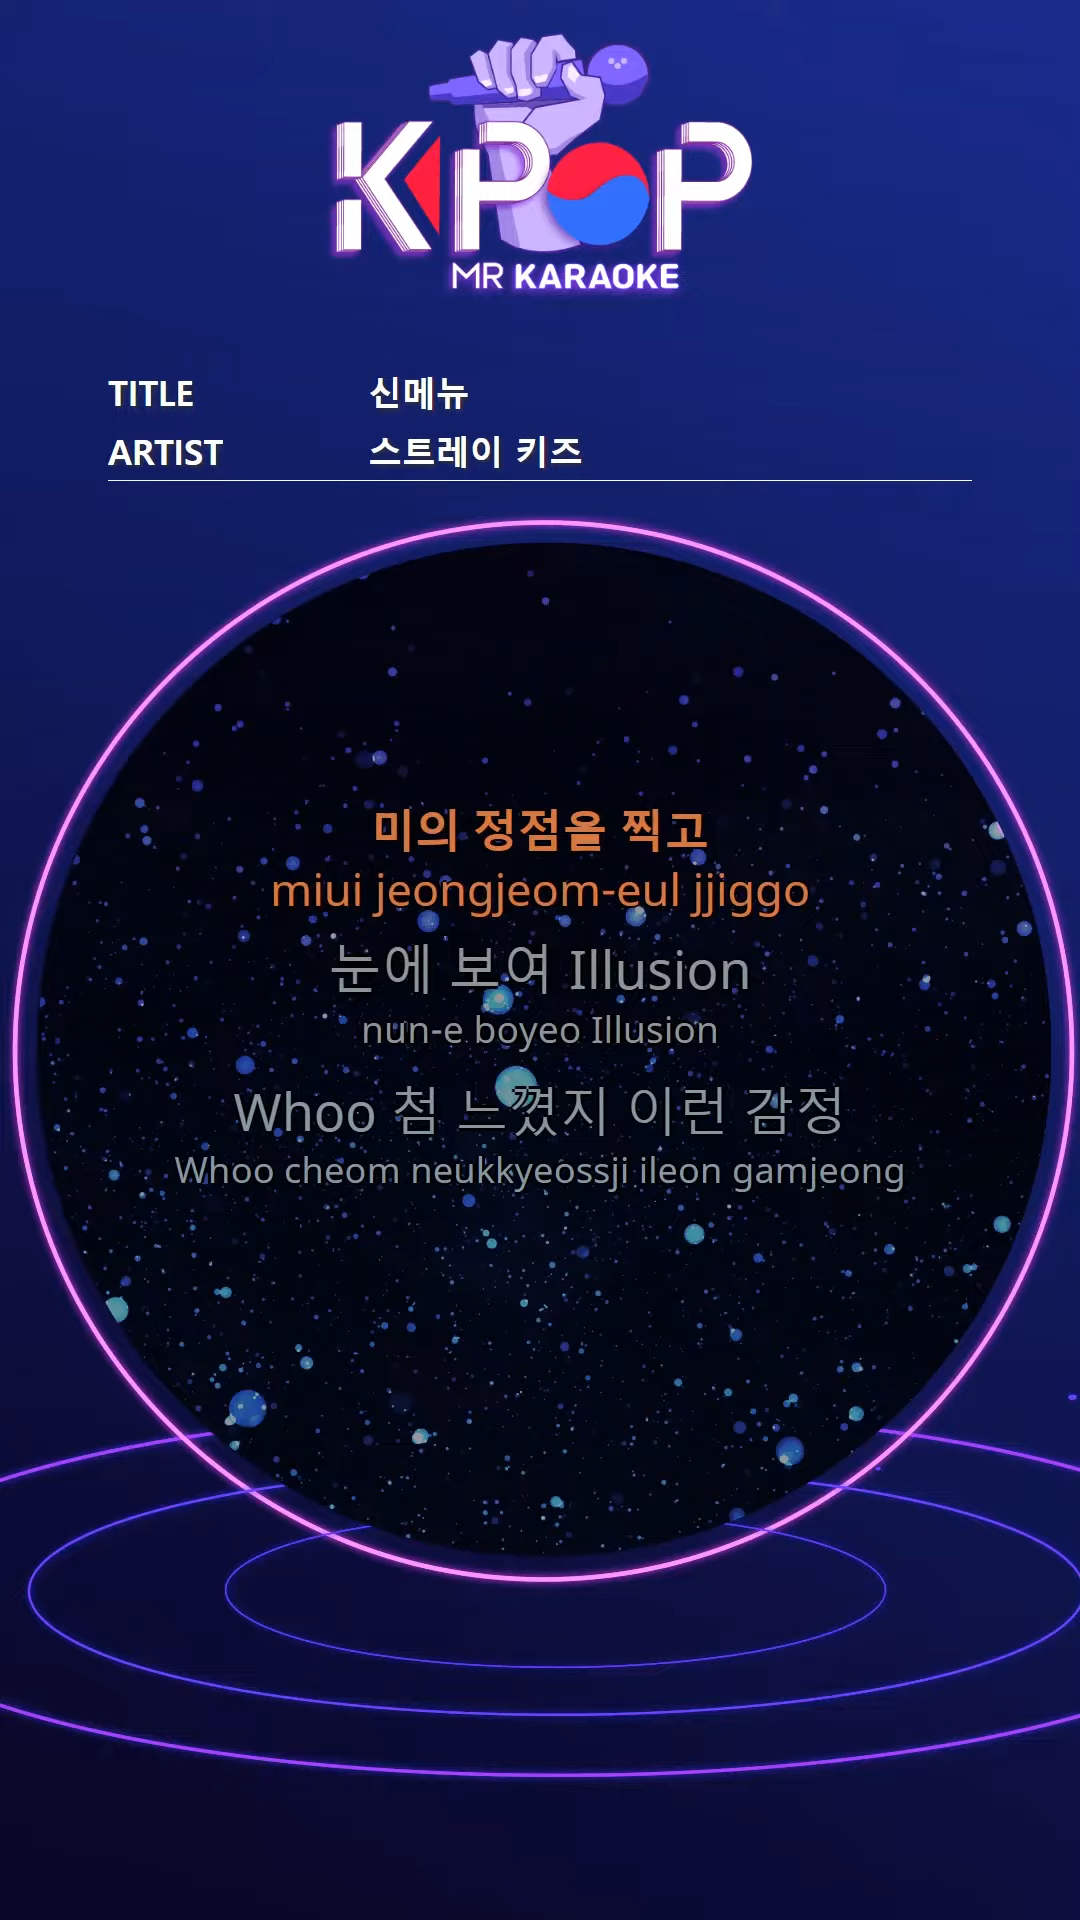 KPOP
MR KARAOKE
TITLE 신메뉴
ARTIST 스트레이 키즈
미의 정점을 찍고
miui jeongjeom-eul jjiggo
눈에 보여 Illusion
nun-e boyeo Illusion
Whoo 첨 느꼈지 이런 감정
Whoo cheom neukkyeossji ileon gamjeong